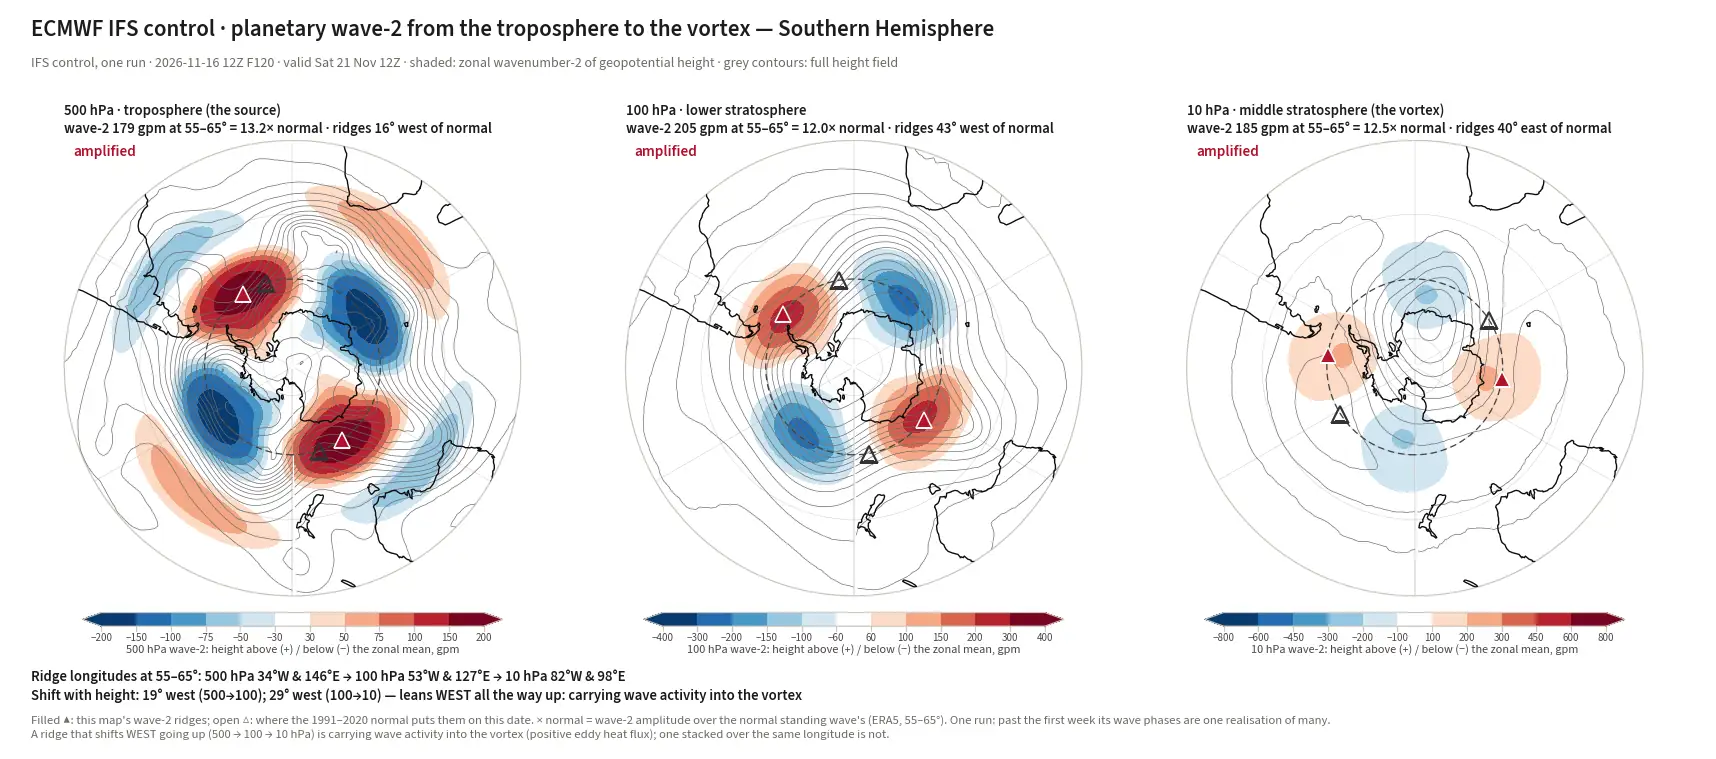 ECMWF IFS control · planetary wave-2 from the troposphere to the vortex — Southern Hemisphere
IFS control, one run · 2026-11-16 12Z F120 · valid Sat 21 Nov 12Z · shaded: zonal wavenumber-2 of geopotential height · grey contours: full height field
500 hPa · troposphere (the source)
wave-2 179 gpm at 55–65° = 13.2× normal · ridges 16° west of normal
amplified
100 hPa · lower stratosphere
wave-2 205 gpm at 55–65° = 12.0× normal · ridges 43° west of normal
amplified
10 hPa · middle stratosphere (the vortex)
wave-2 185 gpm at 55–65° = 12.5× normal · ridges 40° east of normal
amplified
−200 −150 −100 −75 −50 −30 30 50 75 100 150 200
500 hPa wave-2: height above (+) / below (−) the zonal mean, gpm
−400 −300 −200 −150 −100 −60 60 100 150 200 300 400
100 hPa wave-2: height above (+) / below (−) the zonal mean, gpm
−800 −600 −450 −300 −200 −100 100 200 300 450 600 800
10 hPa wave-2: height above (+) / below (−) the zonal mean, gpm
Ridge longitudes at 55–65°: 500 hPa 34°W & 146°E → 100 hPa 53°W & 127°E → 10 hPa 82°W & 98°E
Shift with height: 19° west (500→100); 29° west (100→10) — leans WEST all the way up: carrying wave activity into the vortex
Filled ▲: this map's wave-2 ridges; open △: where the 1991–2020 normal puts them on this date. × normal = wave-2 amplitude over the normal standing wave's (ERA5, 55–65°). One run: past the first week its wave phases are one realisation of many.
A ridge that shifts WEST going up (500 → 100 → 10 hPa) is carrying wave activity into the vortex (positive eddy heat flux); one stacked over the same longitude is not.